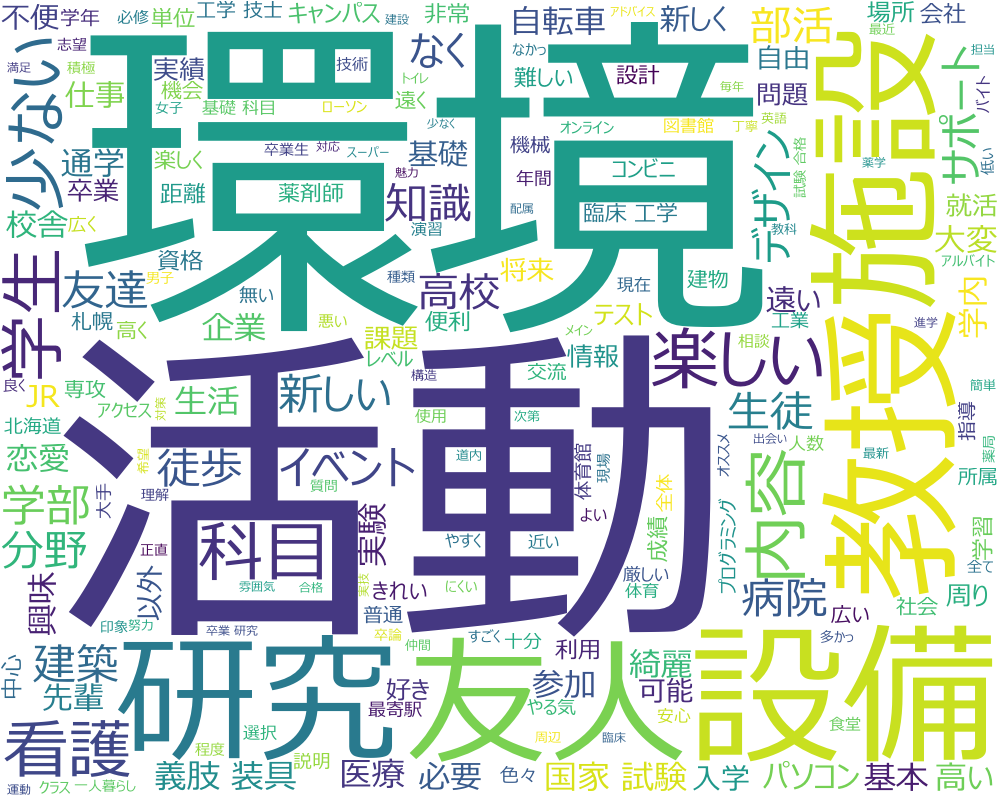 不便
学年
必修
単位
工学 技士
キャンパス
建設
非常
自転車
アドバイス
新しく
部活
場所
会社
最近
志望
少ない
満足
積極
実績
仕事
機会
女子
環境
技術
トイレ
基礎 科目
遠く
ローソン
少なく
なく
なかっ
難しい
設計
自由
問題
毎年
英語
丁寧
図書館
オンライン
担当
バイト
低い
サポート
施設
教授
通学
楽しく
卒業
卒業生
対応
スーパー
基礎
機械
年間
コンビニ
デザイン
試験 合格
薬学
校舎
広く
距離
薬剤師
魅力
知識
演習
配属
臨床 工学
教科
就活
大変
アルバイト
学生
資格
男子
友達
札幌
高く
無い
悪い
企業
種類
高校
便利
将来
メイン
現在
建物
テスト
遠い
工業
相談
学内
進学
簡単
課題
レベル
構造
交流
情報
楽しい
良く
JR
専攻
アクセス
対策
生活
新しい
活動
使用
次第
生徒
オススメ
出会い
人数
指導
最新
薬局
北海道
恋愛
希望
徒歩
イベント
道内
体育館
現場
学部
大手
理解
科目
質問
実験
よい
成績
全体
プログラミング
内容
所属
学習
全て
分野
正直
やすく
近い
厳しい
体育
興味
以外
雰囲気
合格
実技
きれい
にくい
病院
広い
社会
周り
印象
努力
卒業 研究
普通
卒論
仲間
すごく
十分
利用
綺麗
多かっ
中心
建築
先輩
研究
好き
最寄駅
友人
参加
やる気
可能
安心
設備
食堂
看護
程度
選択
説明
周辺
臨床
運動
クラス
一人暮らし
義肢 装具
医療
必要
色々
国家 試験
入学
パソコン
基本
高い